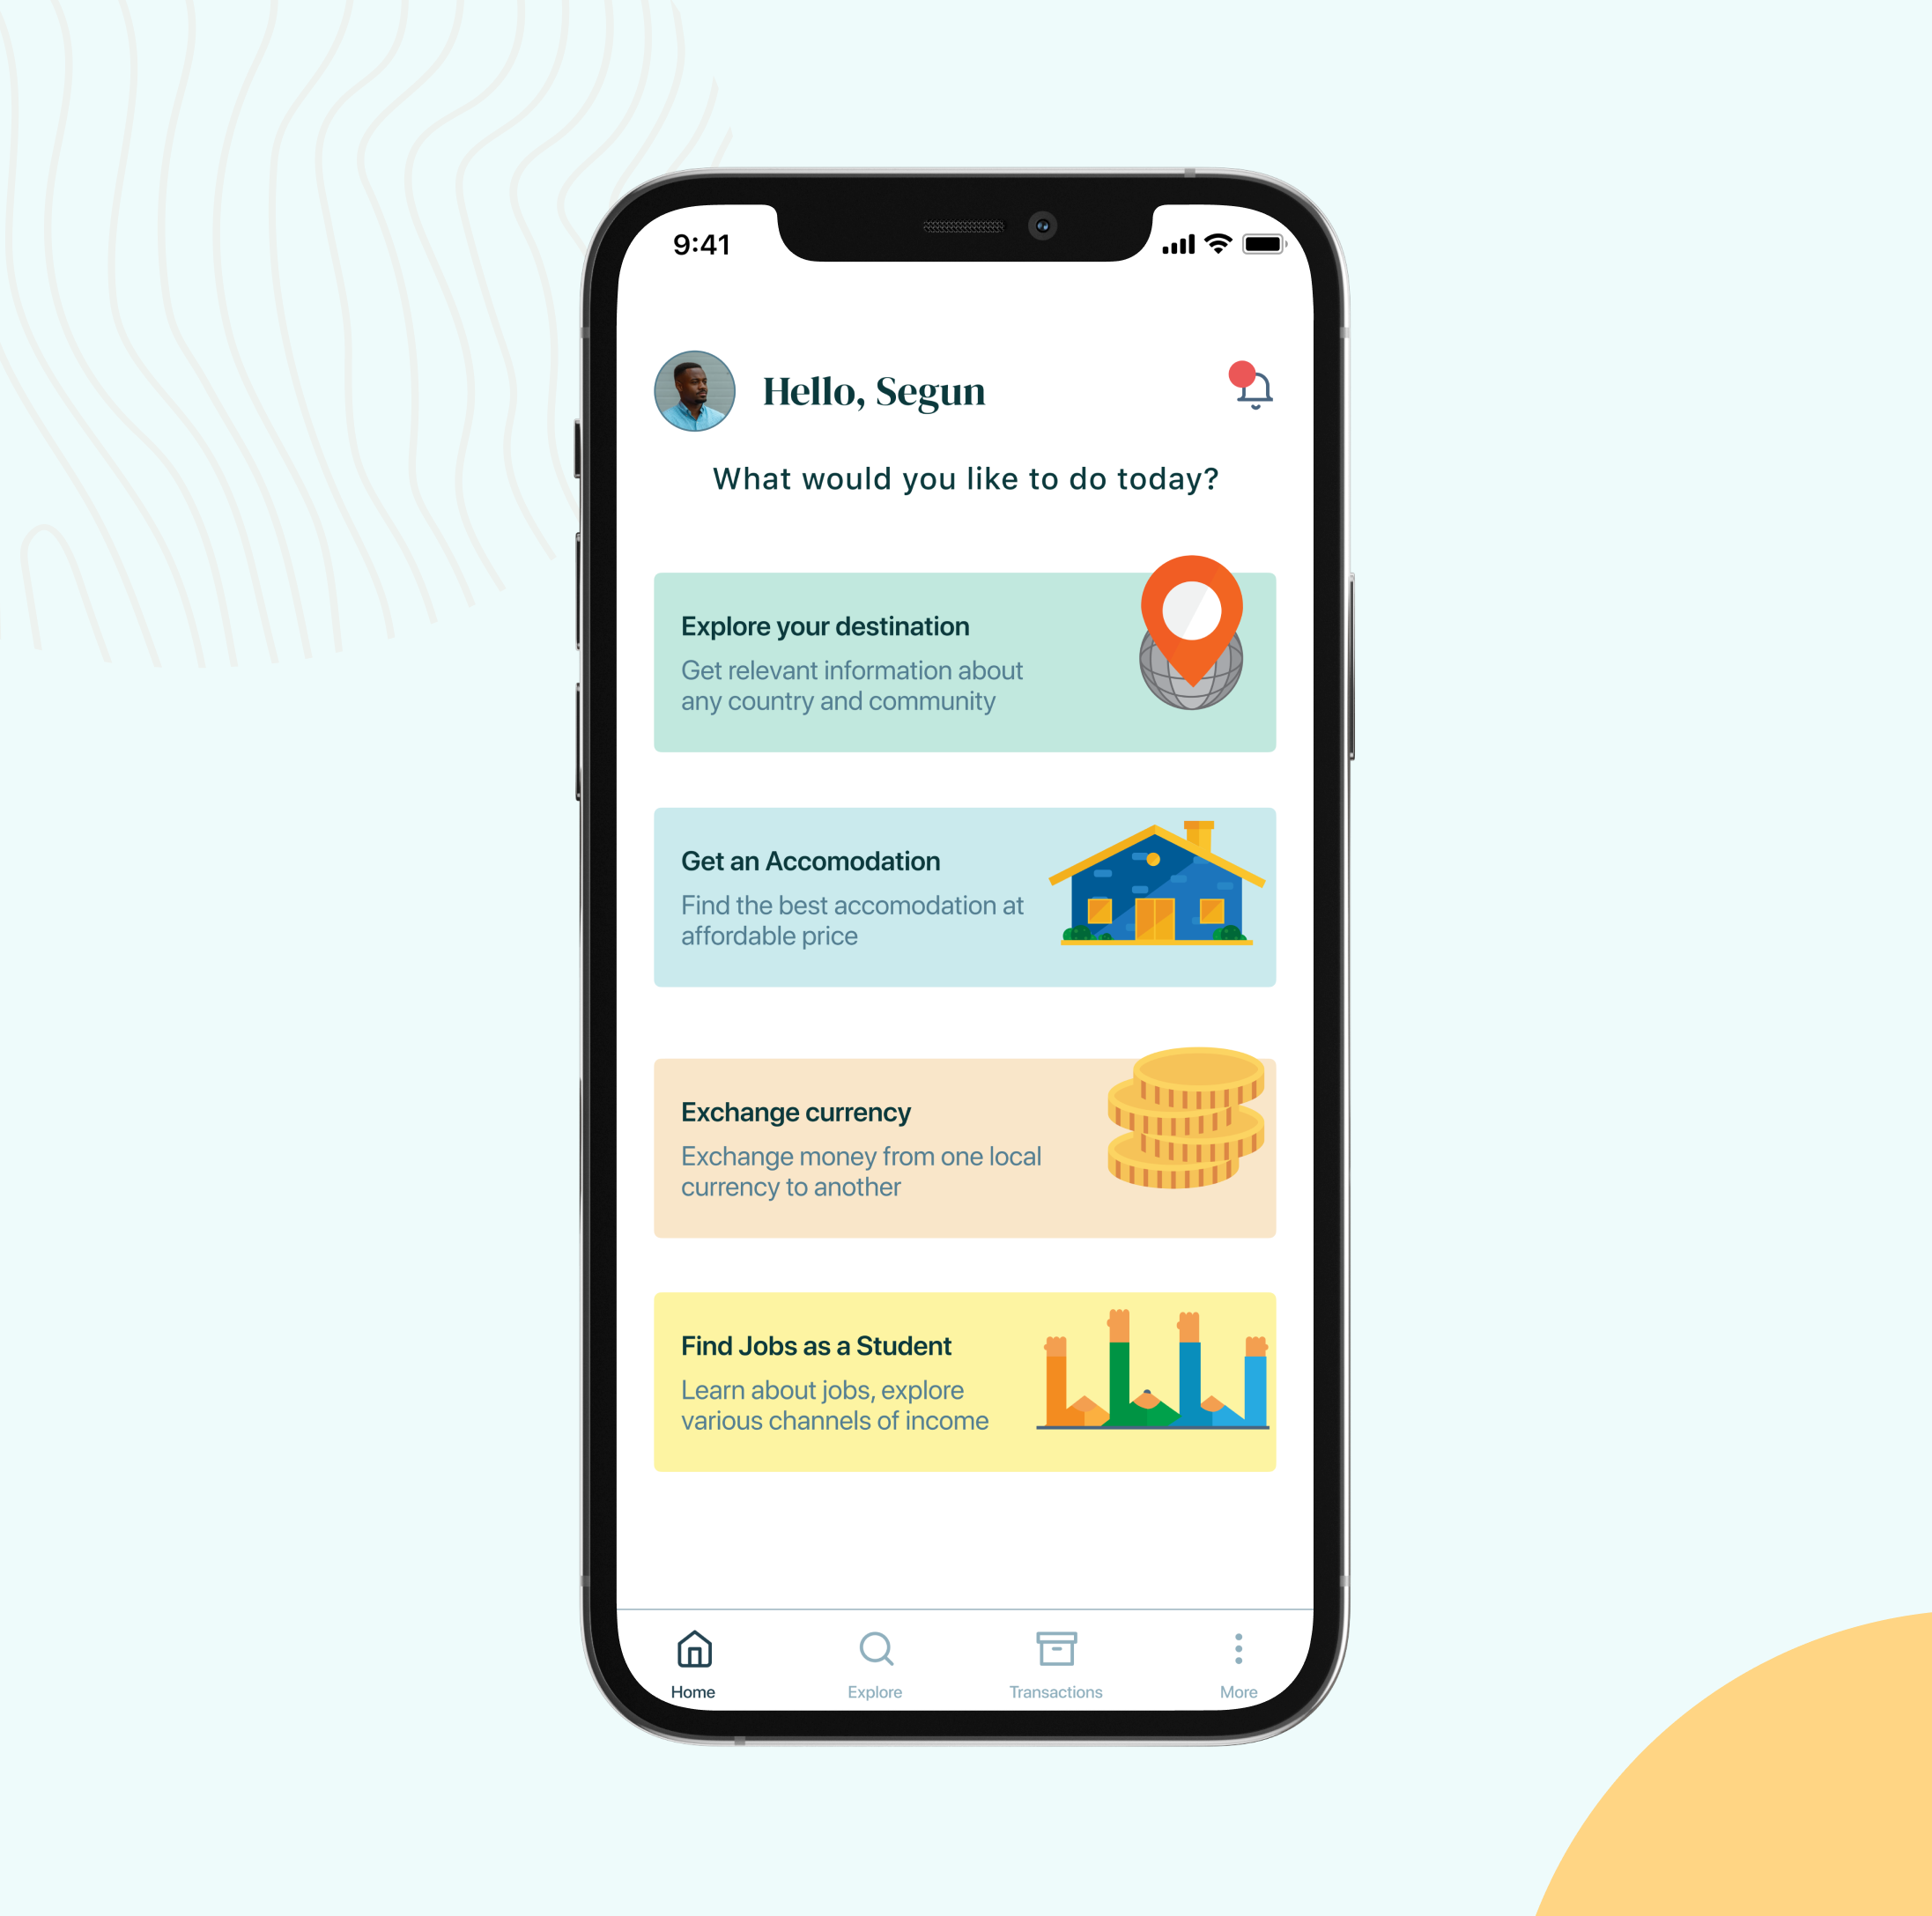 9:41
Hello, Segun
What would you like to do today?
Explore your destination
Get relevant information about
any country and community
Get an Accomodation
Find the best accomodation at
affordable price
Exchange currency
Exchange money from one local
currency to another
Find Jobs as a Student
Learn about jobs, explore
various channels of income
Home
Explore
Transactions
More